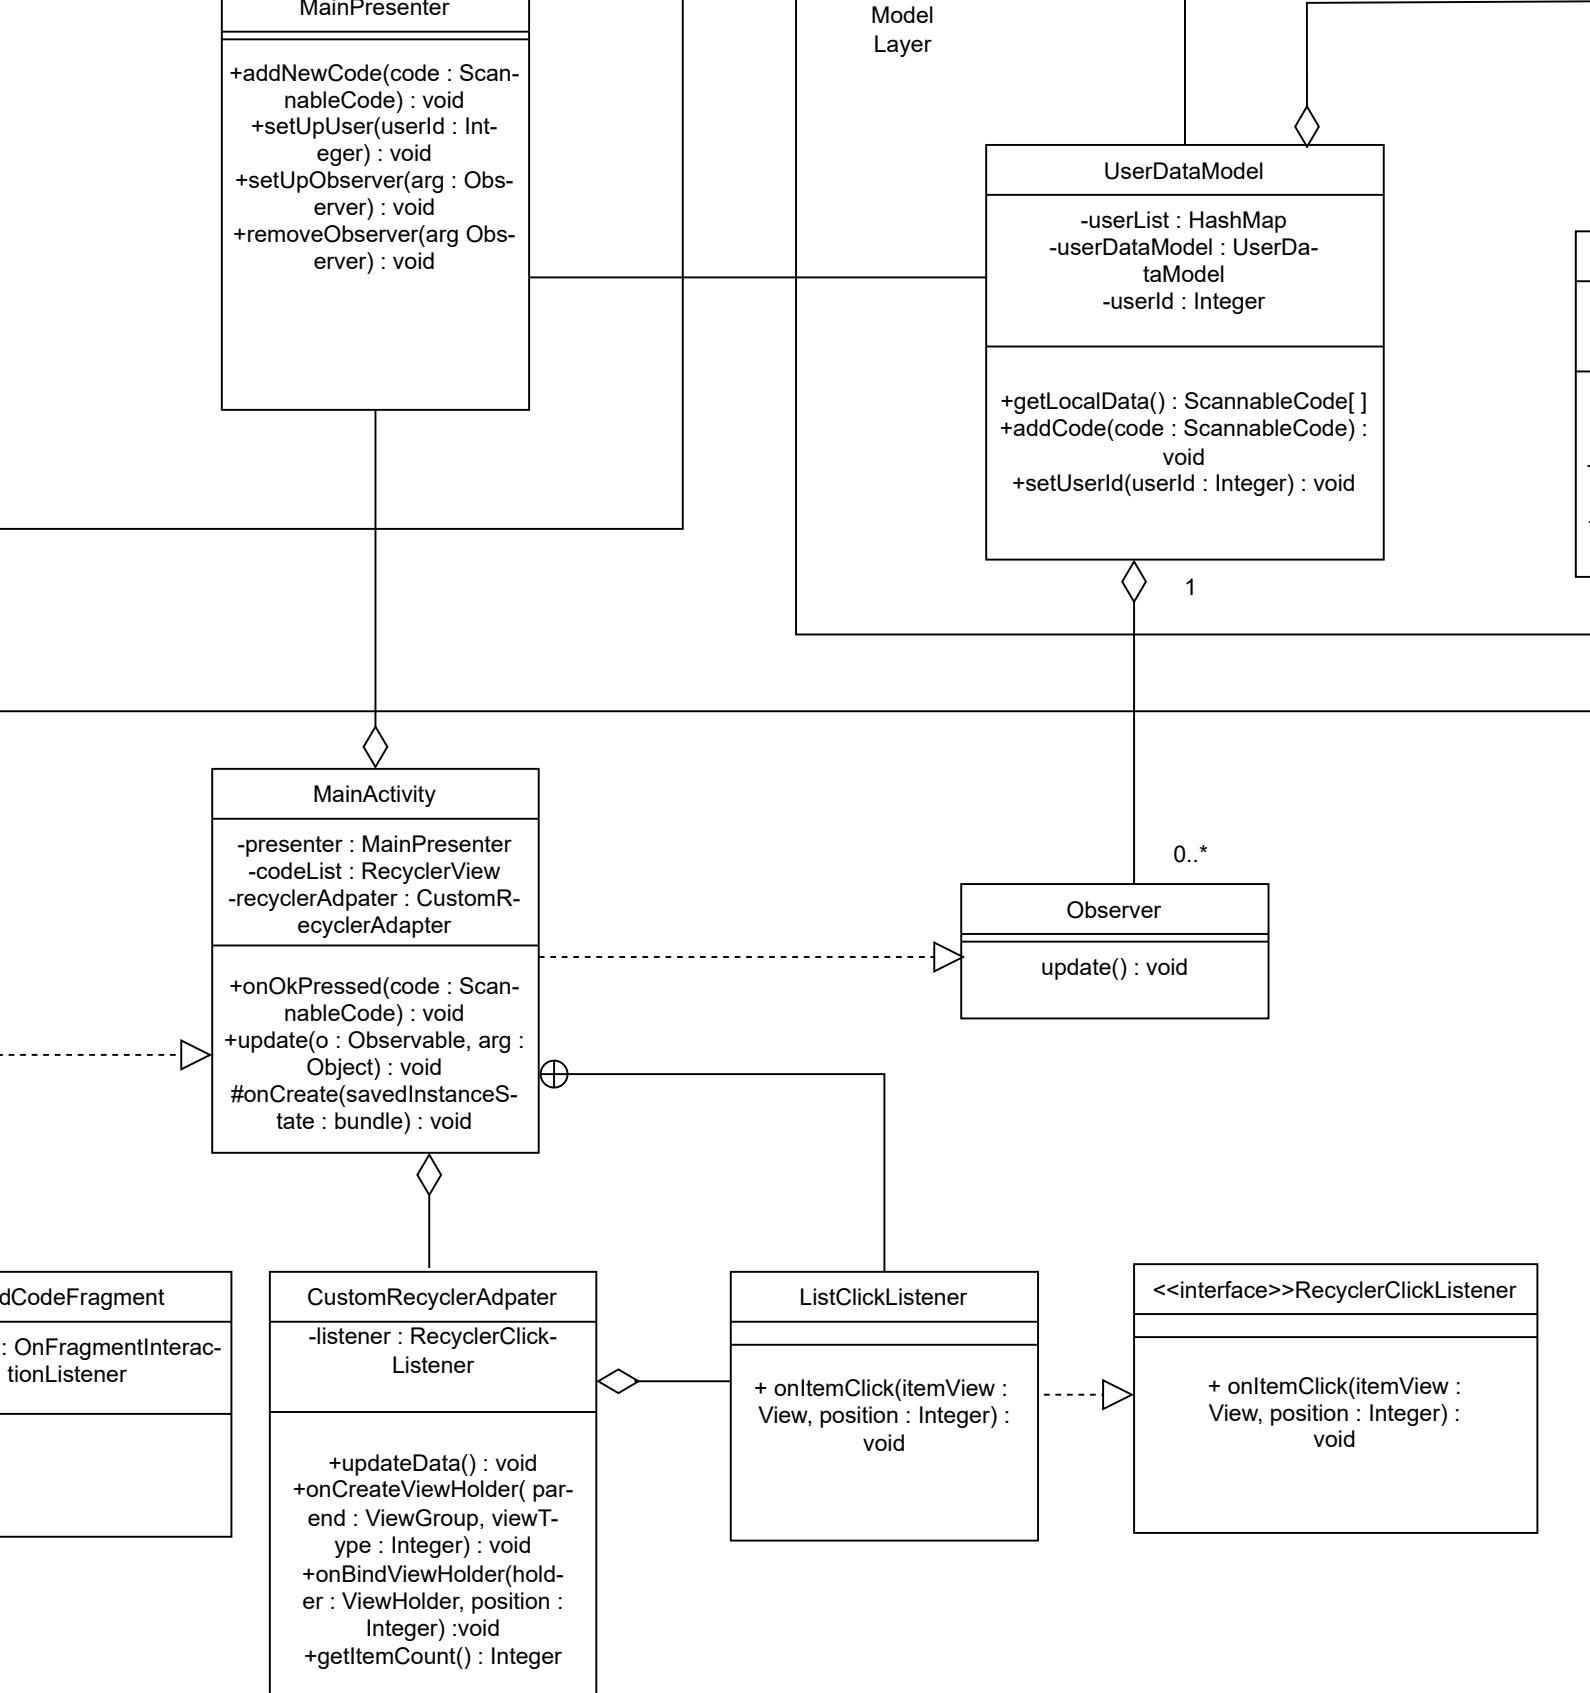 MainPresenter
+addNewCode(code : Scan-
nableCode) : void
+setUpUser(userId : Int-
eger) : void
+setUpObserver(arg : Obs-
erver) : void
+removeObserver(arg Obs-
erver) : void
Model
Layer
UserDataModel
-userList : HashMap
-userDataModel : UserDa-
taModel
-userId : Integer
+getLocalData() : ScannableCode[ ]
+addCode(code : ScannableCode) :
void
+setUserId(userId : Integer) : void
1
0..*
MainActivity
-presenter : MainPresenter
-codeList : RecyclerView
-recyclerAdpater : CustomR-
ecyclerAdapter
+onOkPressed(code : Scan-
nableCode) : void
+update(o : Observable, arg :
Object) : void
#onCreate(savedInstanceS-
tate : bundle) : void
Observer
update() : void
dCodeFragment
: OnFragmentInterac-
tionListener
CustomRecyclerAdpater
-listener : RecyclerClick-
Listener
+updateData() : void
+onCreateViewHolder( par-
end : ViewGroup, viewT-
ype : Integer) : void
+onBindViewHolder(hold-
er : ViewHolder, position :
Integer) :void
+getItemCount() : Integer
ListClickListener
+ onItemClick(itemView :
View, position : Integer) :
void
<<interface>>RecyclerClickListener
+ onItemClick(itemView :
View, position : Integer) :
void